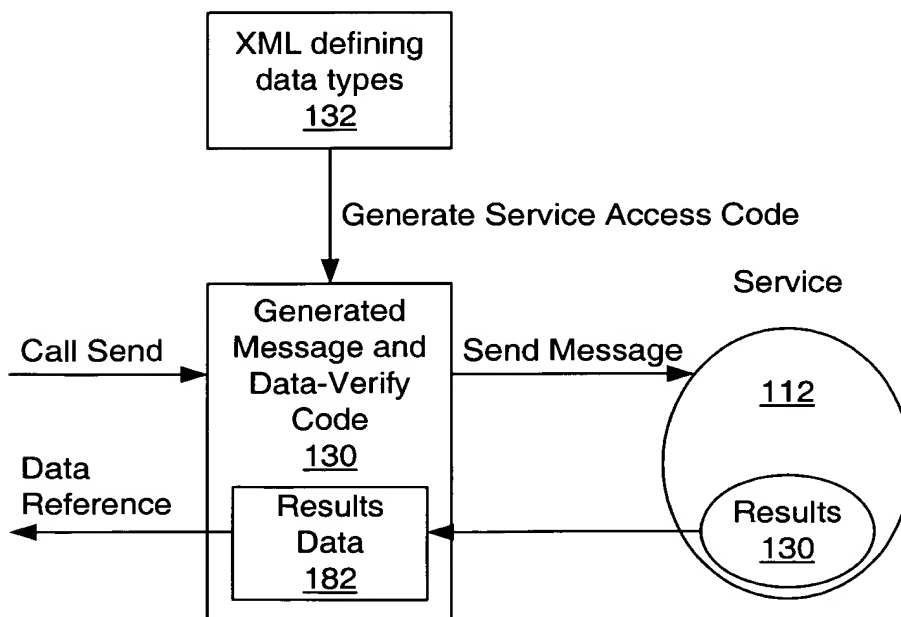 XML defining
data types
132
Generate Service Access Code
Service
Call Send
Generated
Message and
Data-Verify
Code
130
Send Message
112
Data
Reference
Results
Data
182
Results
130